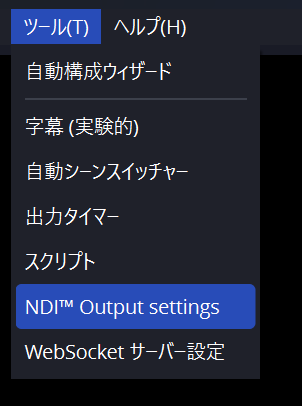 ツール(T) ヘルプ(H)
自動構成ウィザード
字幕 (実験的)
自動シーンスイッチャー
出力タイマー
スクリプト
NDI™ Output settings
WebSocket サーバー設定